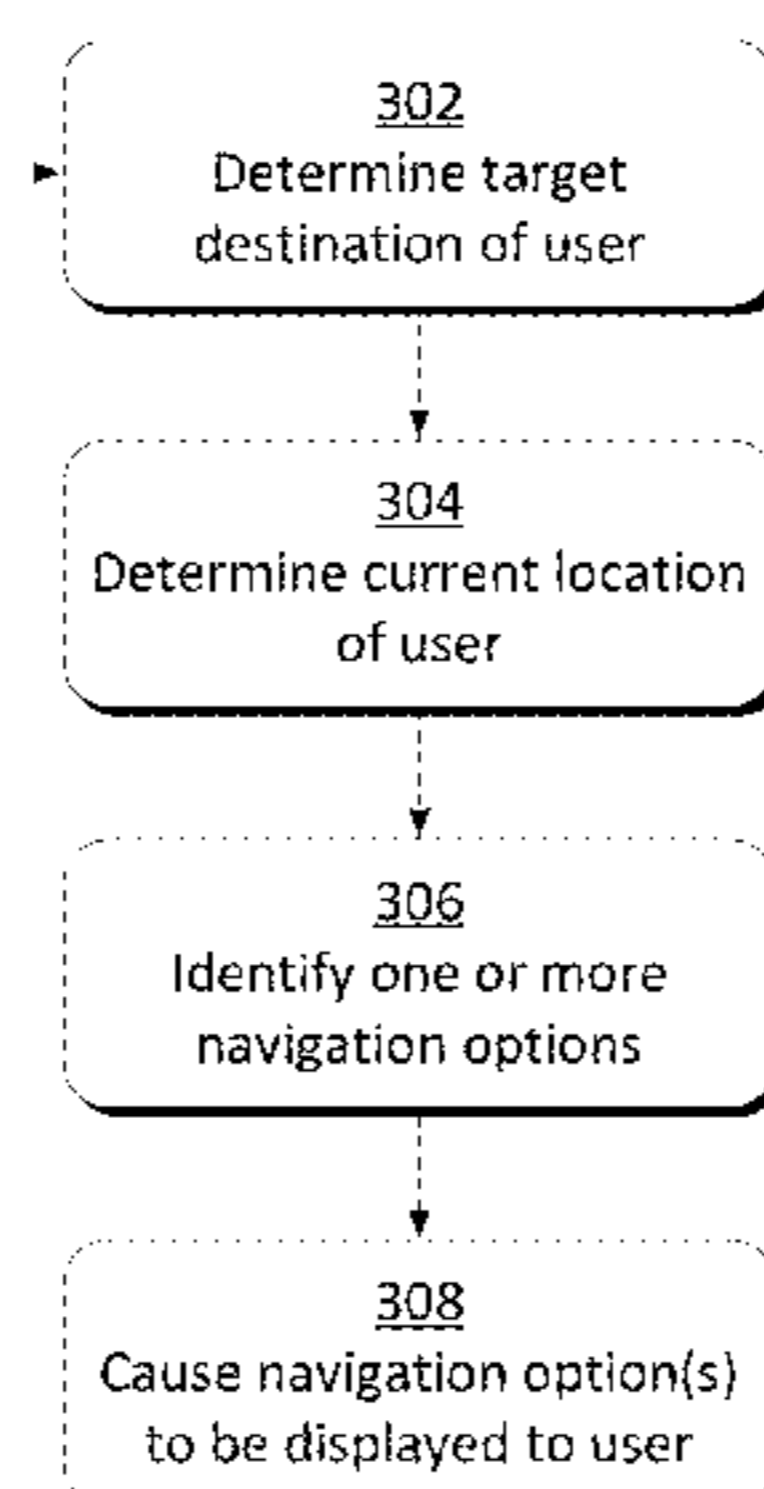 302
Determine target
destination of user
304
Determine current location
of user
306
Identify one or more
navigation options
308
Cause navigation option(s)
to be displayed to user